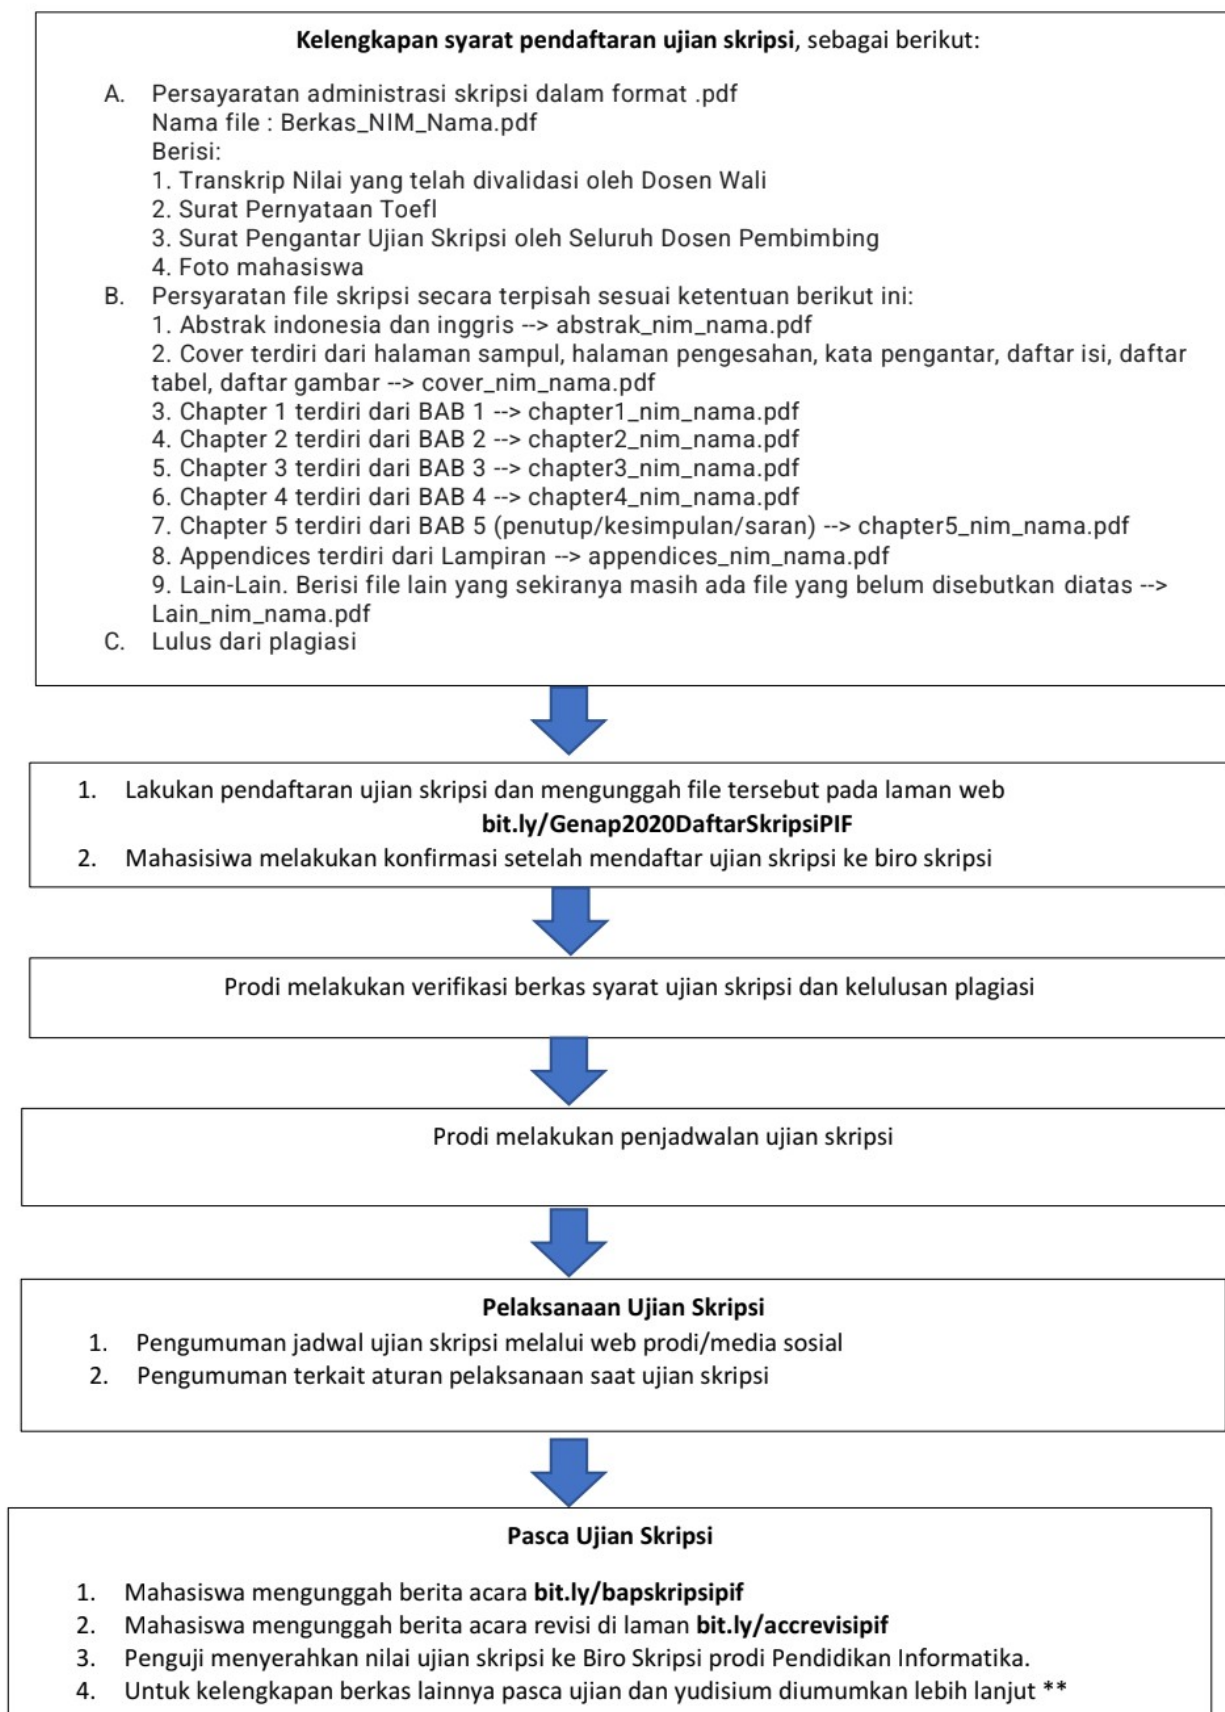 Kelengkapan syarat pendaftaran ujian skripsi, sebagai berikut:
A. Persayaratan administrasi skripsi dalam format .pdf
Nama file : Berkas_NIM_Nama.pdf
Berisi:
1. Transkrip Nilai yang telah divalidasi oleh Dosen Wali
2. Surat Pernyataan Toefl
3. Surat Pengantar Ujian Skripsi oleh Seluruh Dosen Pembimbing
4. Foto mahasiswa
B. Persyaratan file skripsi secara terpisah sesuai ketentuan berikut ini:
1. Abstrak indonesia dan inggris --> abstrak_nim_nama.pdf
2. Cover terdiri dari halaman sampul, halaman pengesahan, kata pengantar, daftar isi, daftar
tabel, daftar gambar --> cover_nim_nama.pdf
3. Chapter 1 terdiri dari BAB 1 --> chapter1_nim_nama.pdf
4. Chapter 2 terdiri dari BAB 2 --> chapter2_nim_nama.pdf
5. Chapter 3 terdiri dari BAB 3 --> chapter3_nim_nama.pdf
6. Chapter 4 terdiri dari BAB 4 --> chapter4_nim_nama.pdf
7. Chapter 5 terdiri dari BAB 5 (penutup/kesimpulan/saran) --> chapter5_nim_nama.pdf
8. Appendices terdiri dari Lampiran --> appendices_nim_nama.pdf
9. Lain-Lain. Berisi file lain yang sekiranya masih ada file yang belum disebutkan diatas -->
Lain_nim_nama.pdf
C. Lulus dari plagiasi
1. Lakukan pendaftaran ujian skripsi dan mengunggah file tersebut pada laman web
bit.ly/Genap2020DaftarSkripsiPIF
2. Mahasisiwa melakukan konfirmasi setelah mendaftar ujian skripsi ke biro skripsi
Prodi melakukan verifikasi berkas syarat ujian skripsi dan kelulusan plagiasi
Prodi melakukan penjadwalan ujian skripsi
Pelaksanaan Ujian Skripsi
1. Pengumuman jadwal ujian skripsi melalui web prodi/media sosial
2. Pengumuman terkait aturan pelaksanaan saat ujian skripsi
Pasca Ujian Skripsi
1. Mahasiswa mengunggah berita acara bit.ly/bapskripsipif
2. Mahasiswa mengunggah berita acara revisi di laman bit.ly/accrevisipif
3. Penguji menyerahkan nilai ujian skripsi ke Biro Skripsi prodi Pendidikan Informatika.
4. Untuk kelengkapan berkas lainnya pasca ujian dan yudisium diumumkan lebih lanjut **